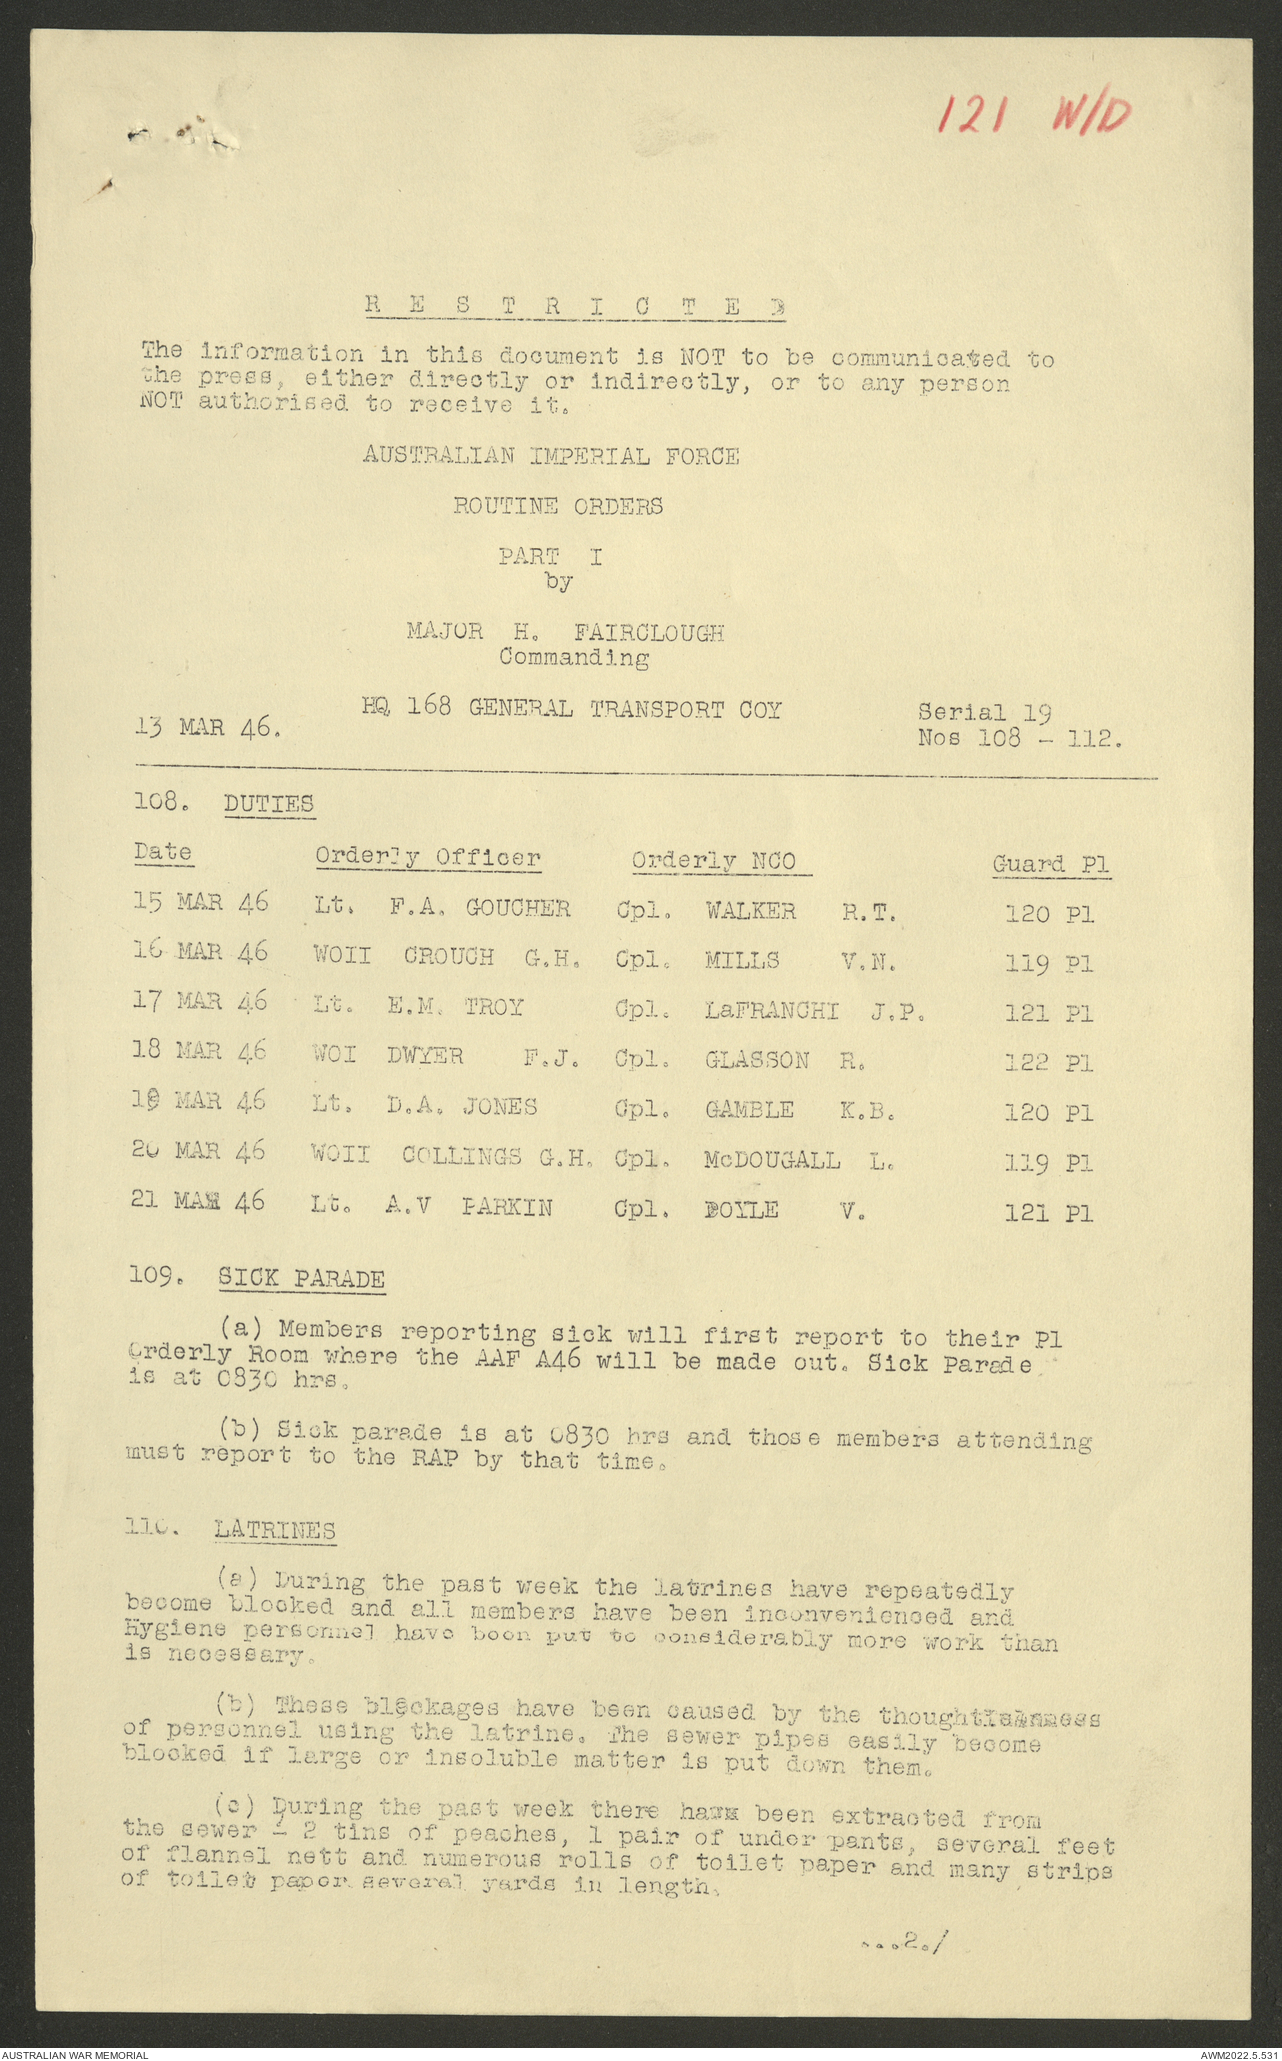 121 W/D
RESTRICTED
The information in this document is NOT to be communicated to
the press, either directly or indirectly, or to any person
NOT authorised to receive it.
AUSTRALIAN IMPERIAL FORCE
ROUTINE ORDERS
PART I
by
MAJOR H. FAIRCLOUGH
Commanding
HQ 168 GENERAL TRANSPORT COY
13 MAR 46.
Serial 19
Nos 108 - 112.
108. DUTIES
Date Orderly Officer Orderly NCO Guard Pl
15 MAR 46 Lt. F.A. GOUCHER Cpl. WALKER R.T. 120 Pl
16 MAR 46 WOII CROUCH G.H. Cpl. MILLS V.N. 119 Pl
17 MAR 46 Lt. E.M. TROY Cpl. LaFRANCHI J.P. 121 Pl
18 MAR 46 WOI DWYER F.J. Cpl. GLASSON R. 122 Pl
19 MAR 46 Lt. D.A. JONES Cpl. GAMBLE K.B. 120 Pl
20 MAR 46 WOII COLLINGS G.H. Cpl. McDOUGALL L. 119 Pl
21 MAR 46 Lt. A.V PARKIN Cpl. DOYLE V. 121 Pl
109. SICK PARADE
(a) Members reporting sick will first report to their Pl
Orderly Room where the AAF A46 will be made out. Sick Parade
is at 0830 hrs.
(b) Sick parade is at 0830 hrs and those members attending
must report to the RAP by that time.
110. LATRINES
(a) During the past week the latrines have repeatedly
become blocked and all members have been inconvenienced and
Hygiene personnel have been put to considerably more work than
is necessary.
(b) These blockages have been caused by the
of personnel using the latrine. The sewer pipes easily become
blocked if large or insoluble matter is put down them.
(c) During the past week there have been extracted from
the sewer - 2 tins of peaches, 1 pair of under pants, several feet
of flannel nett and numerous rolls of toilet paper and many strips
of toilet paper several yards in length.
...2./
AUSTRALIAN WAR MEMORIAL
AWM2022.5.531